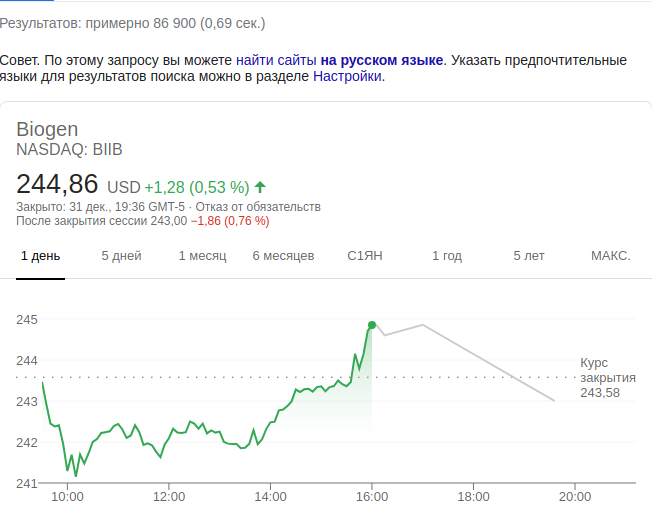 Результатов: примерно 86 900 (0,69 сек.)
Совет. По этому запросу вы можете найти сайты на русском языке. Указать предпочтительные
языки для результатов поиска можно в разделе Настройки.
Biogen
NASDAQ: BIIB
244,86 USD +1,28 (0,53 %)
Закрыто: 31 дек., 19:36 GMT-5 · Отказ от обязательств
После закрытия сессии 243,00 −1,86 (0,76 %)
1 день 5 дней 1 месяц 6 месяцев С1ЯН 1 год 5 лет МАКС.
245
244
243
242
241
Курс
закрытия
243,58
10:00 12:00 14:00 16:00 18:00 20:00